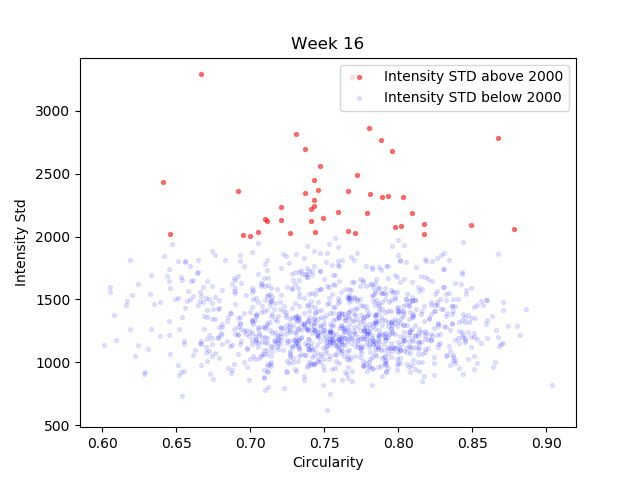 Week 16
Intensity STD above 2000
Intensity STD below 2000
3000
2500
2000
1500
1000
500
Intensity Std
0.60 0.65 0.70 0.75 0.80 0.85 0.90
Circularity